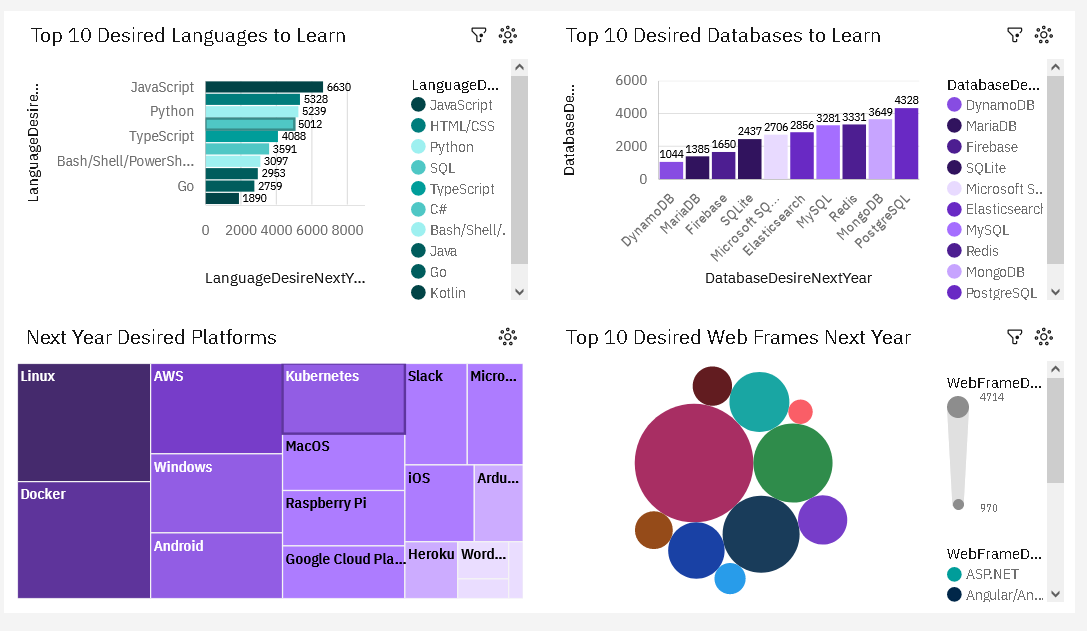 Top 10 Desired Languages to Learn
LanguageDesire...
JavaScript
Python
TypeScript
Bash/Shell/PowerSh...
Go
6630
5328
5239
5012
4088
3591
3097
2953
2759
1890
0 2000 4000 6000 8000
LanguageDesireNextY...
LanguageD...
JavaScript
HTML/CSS
Python
SQL
TypeScript
C#
Bash/Shell/.
Java
Go
Kotlin
Top 10 Desired Databases to Learn
DatabaseDe...
6000
4000
2000
0
1044 1385 1650 2437 2706 2856 3281 3331 3649 4328
DynamoDB
MariaDB
Firebase
SQLite
Microsoft SQ...
Elasticsearch
MySQL
Redis
MongoDB
PostgreSQL
DatabaseDesireNextYear
DatabaseDe...
DynamoDB
MariaDB
Firebase
SQLite
Microsoft S..
Elasticsearch
MySQL
Redis
MongoDB
PostgreSQL
Next Year Desired Platforms
Linux
Docker
AWS
Windows
Android
Kubernetes
MacOS
Raspberry Pi
Google Cloud Pla...
Slack
Micro...
iOS
Ardu...
Heroku
Word...
Top 10 Desired Web Frames Next Year
WebFrameD...
4714
970
WebFrameD...
ASP.NET
Angular/An...